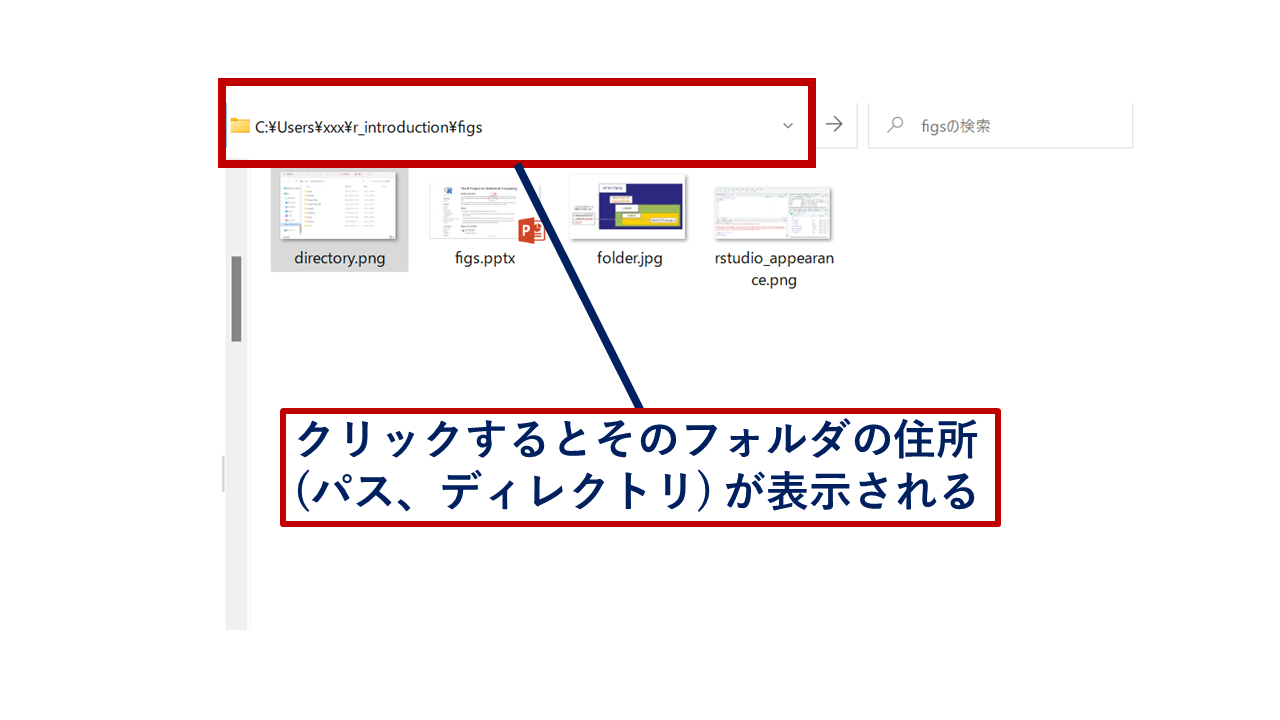 C:¥Users¥xxx¥r_introduction¥figs
figsの検索
directory.png
figs.pptx
folder.jpg
rstudio_appearan
ce.png
クリックするとそのフォルダの住所
(パス、ディレクトリ) が表示される